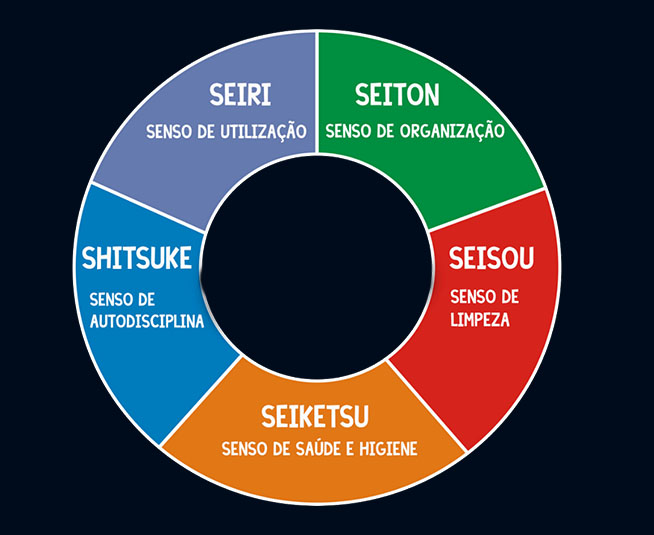 SEIRI
SENSO DE UTILIZAÇÃO
SEITON
SENSO DE ORGANIZAÇÃO
SEISOU
SENSO DE
LIMPEZA
SEIKETSU
SENSO DE SAÚDE E HIGIENE
SHITSUKE
SENSO DE
AUTODISCIPLINA